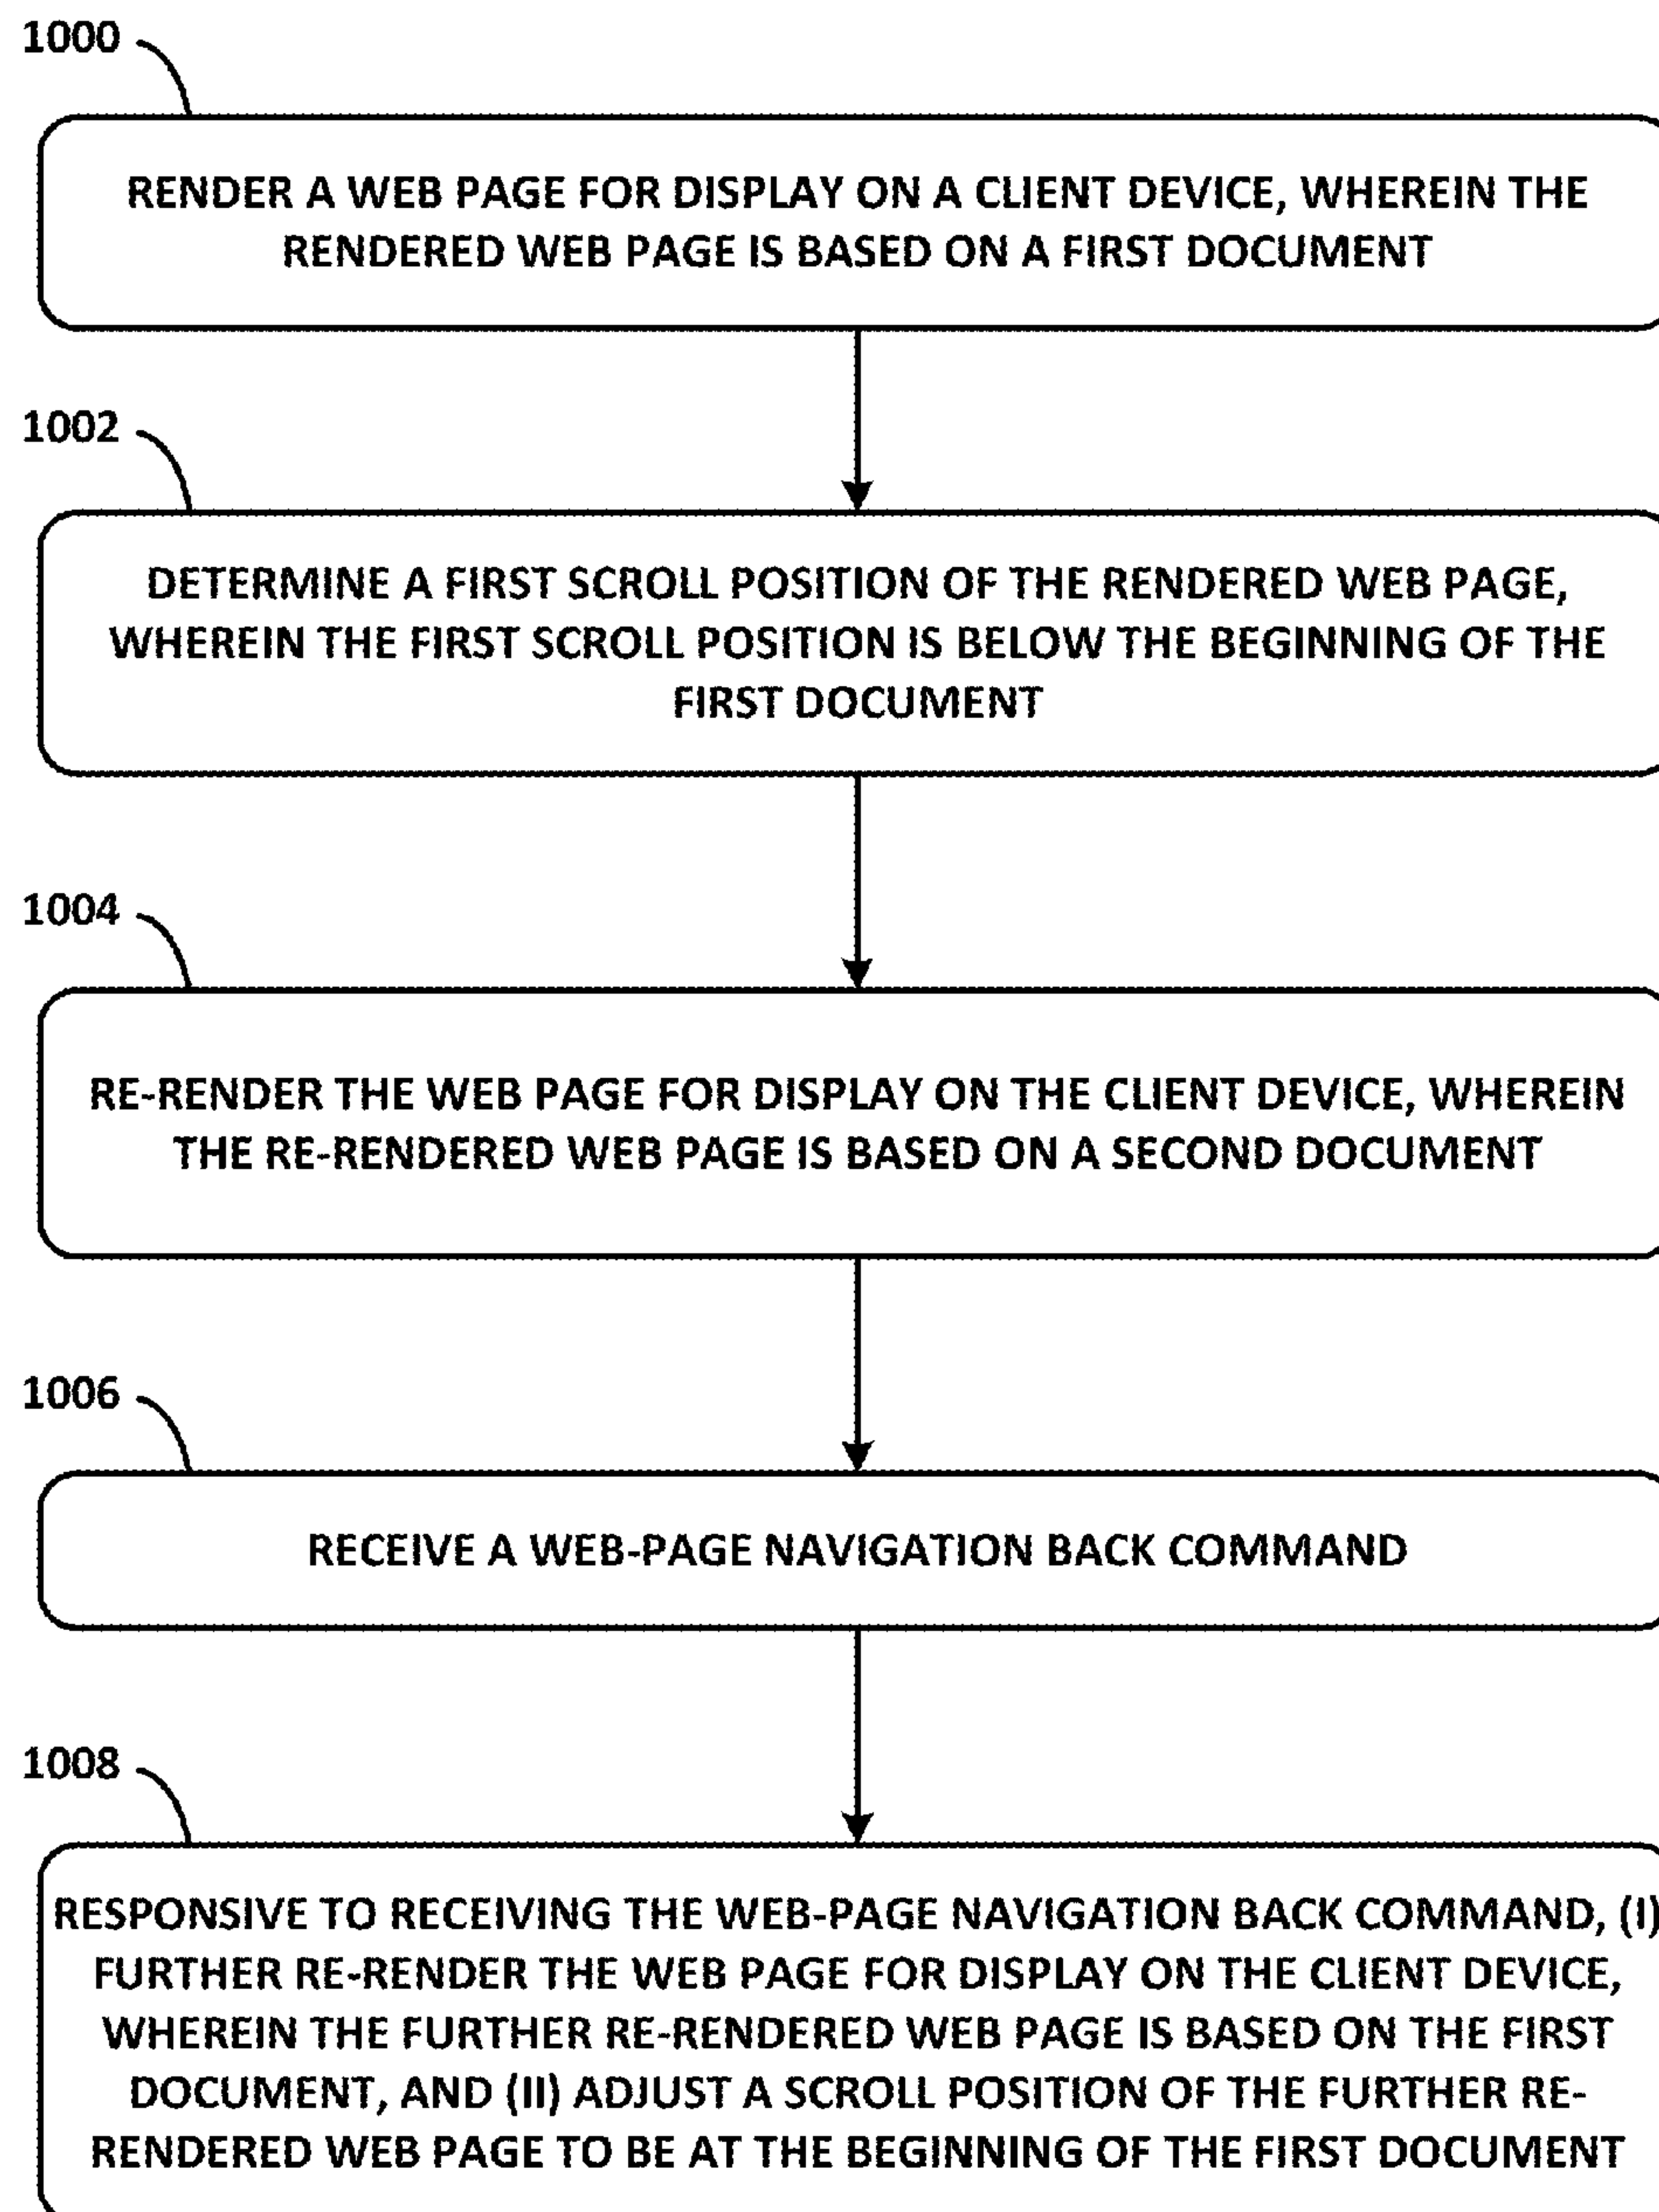 1000
RENDER A WEB PAGE FOR DISPLAY ON A CLIENT DEVICE, WHEREIN THE
RENDERED WEB PAGE IS BASED ON A FIRST DOCUMENT
1002
DETERMINE A FIRST SCROLL POSITION OF THE RENDERED WEB PAGE,
WHEREIN THE FIRST SCROLL POSITION IS BELOW THE BEGINNING OF THE
FIRST DOCUMENT
1004
RE-RENDER THE WEB PAGE FOR DISPLAY ON THE CLIENT DEVICE, WHEREIN
THE RE-RENDERED WEB PAGE IS BASED ON A SECOND DOCUMENT
1006
RECEIVE A WEB-PAGE NAVIGATION BACK COMMAND
1008
RESPONSIVE TO RECEIVING THE WEB-PAGE NAVIGATION BACK COMMAND, (I)
FURTHER RE-RENDER THE WEB PAGE FOR DISPLAY ON THE CLIENT DEVICE,
WHEREIN THE FURTHER RE-RENDERED WEB PAGE IS BASED ON THE FIRST
DOCUMENT, AND (II) ADJUST A SCROLL POSITION OF THE FURTHER RE-
RENDERED WEB PAGE TO BE AT THE BEGINNING OF THE FIRST DOCUMENT